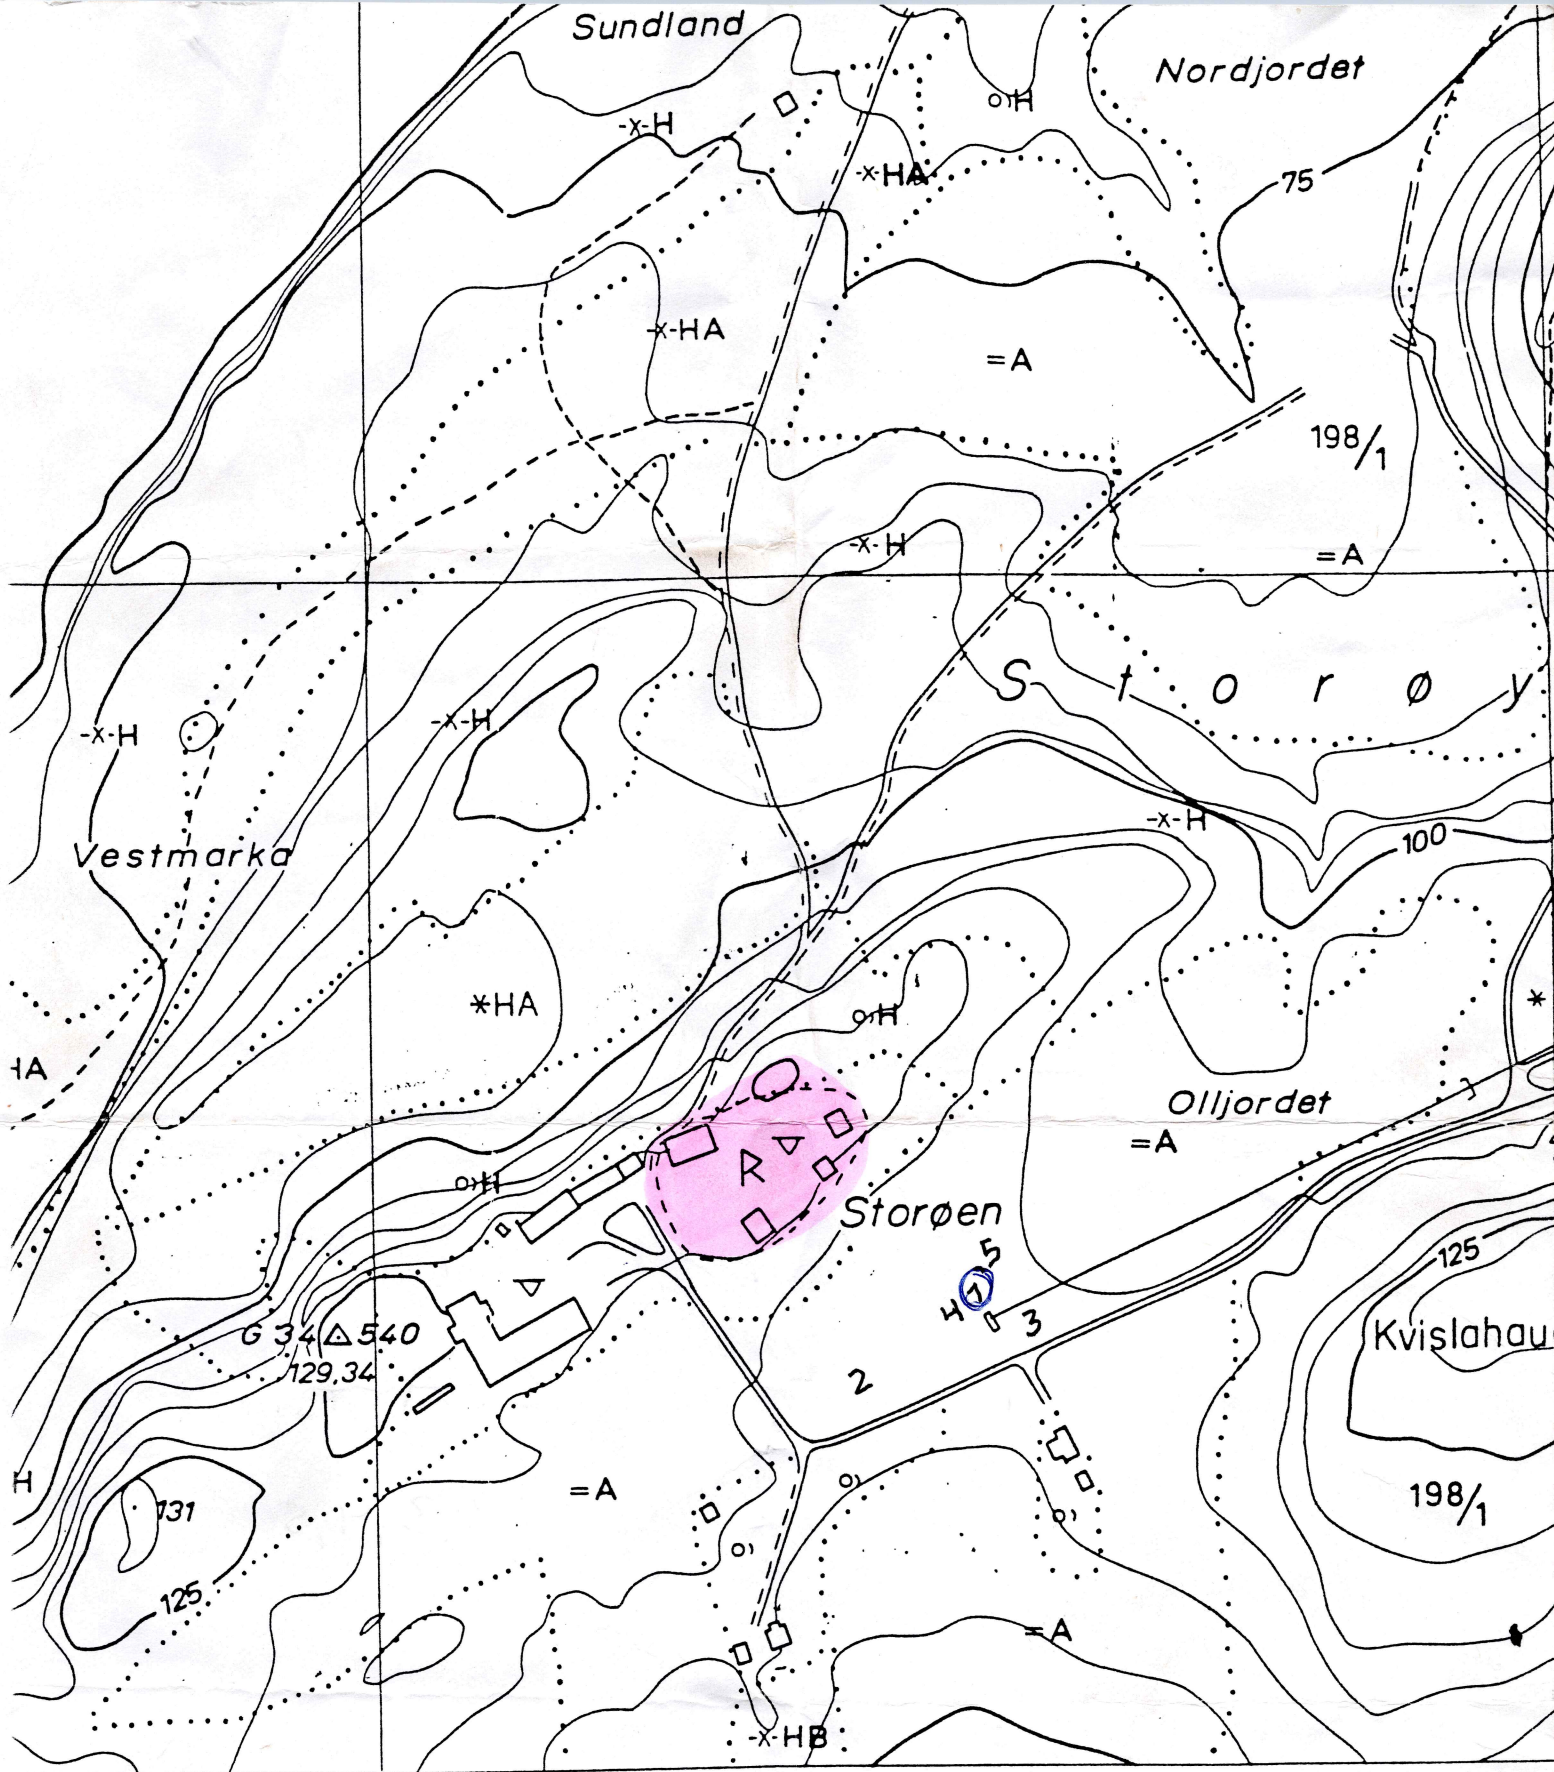 Sundland
Nordjordet
o)H
-x-H
-x-HA
75
-x-HA
=A
198/1
-x-H
=A
Storøy
-x-H
-x-H
-x-H
100
Vestmarka
*HA
o)H
HA
Olljordet
=A
o)H
R
Storøen
5
1
4
3
125
G 34 540
129,34
Kvislahau
2
H
131
=A
o)
198/1
o)
o)
125
=A
-x-HB